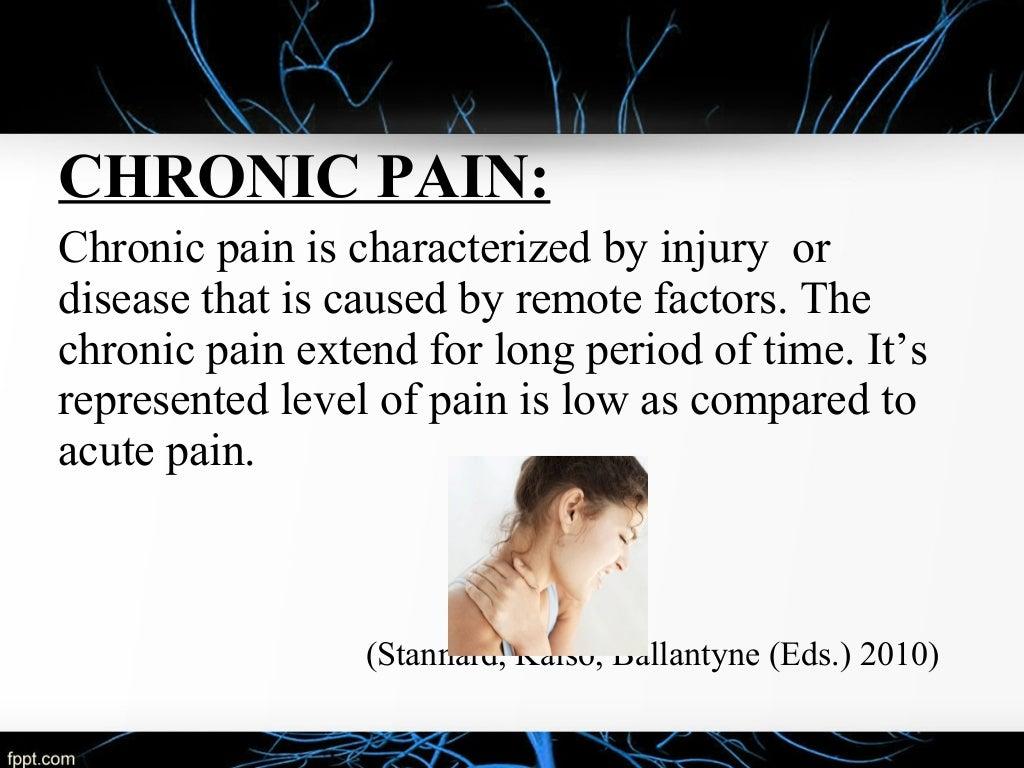 CHRONIC PAIN:
Chronic pain is characterized by injury  or
disease that is caused by remote factors. The
chronic pain extend for long period of time. It’s
represented level of pain is low as compared to
acute pain.
(Stannard, Kalso, Ballantyne (Eds.) 2010)
fppt.com